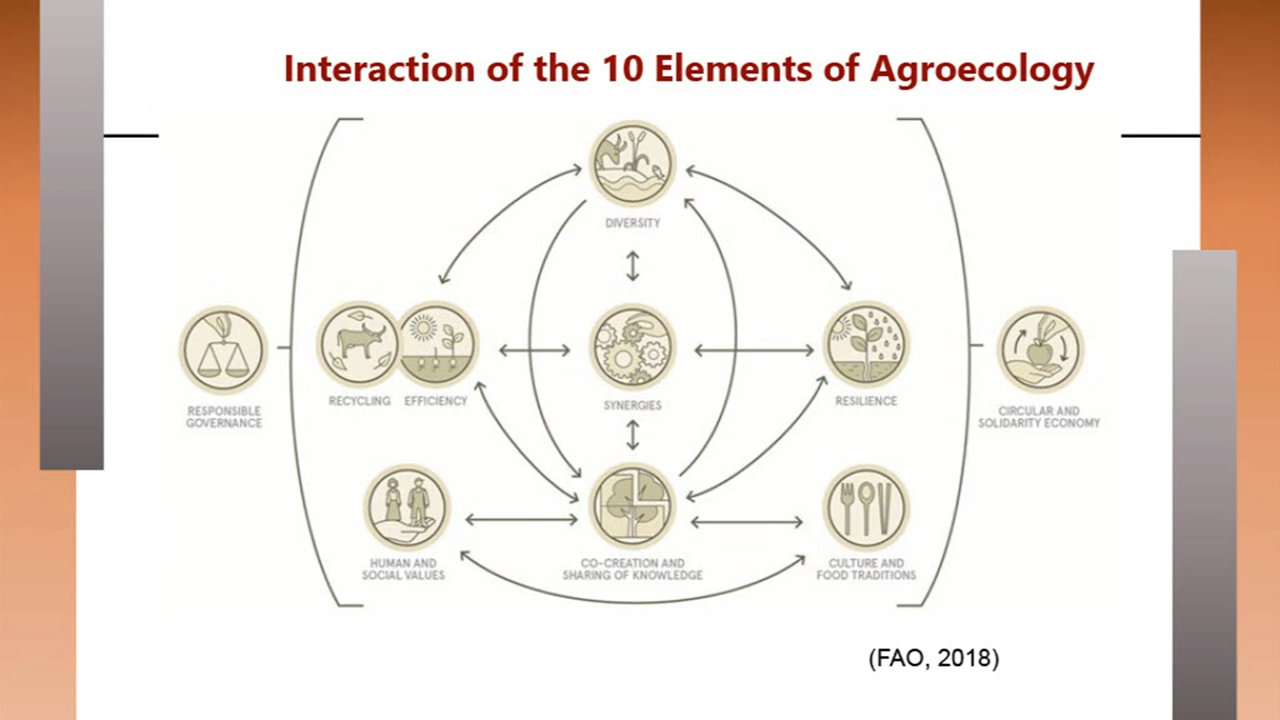 Interaction of the 10 Elements of Agroecology
DIVERSITY
RESPONSIBLE
GOVERNANCE
RECYCLING
EFFICIENCY
SYNERGIES
RESILIENCE
CIRCULAR AND
SOLIDARITY ECONOMY
HUMAN AND
SOCIAL VALUES
CO-CREATION AND
SHARING OF KNOWLEDGE
CULTURE AND
FOOD TRADITIONS
(FAO, 2018)